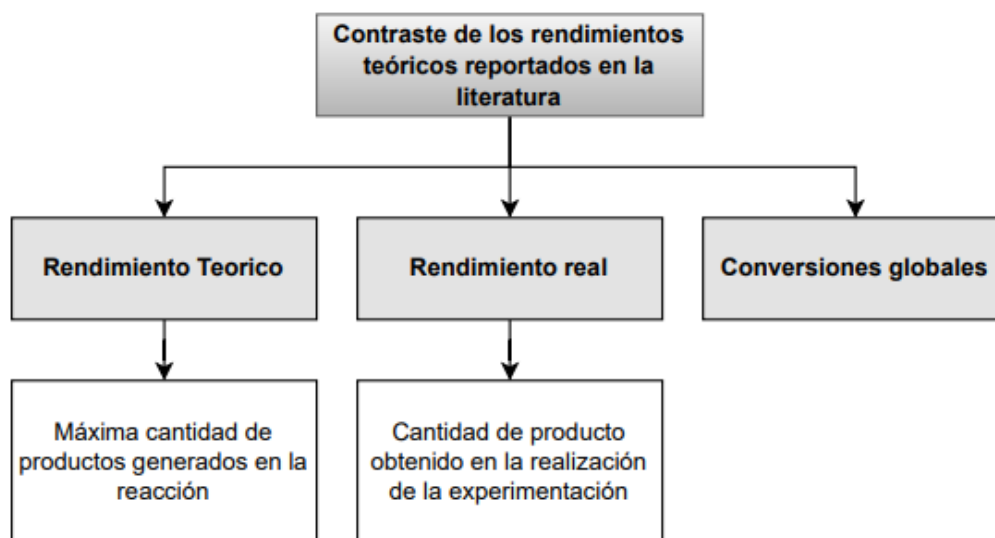 Contraste de los rendimientos
teóricos reportados en la
literatura
Rendimiento Teorico
Rendimiento real
Conversiones globales
Máxima cantidad de
productos generados en la
reacción
Cantidad de producto
obtenido en la realización
de la experimentación